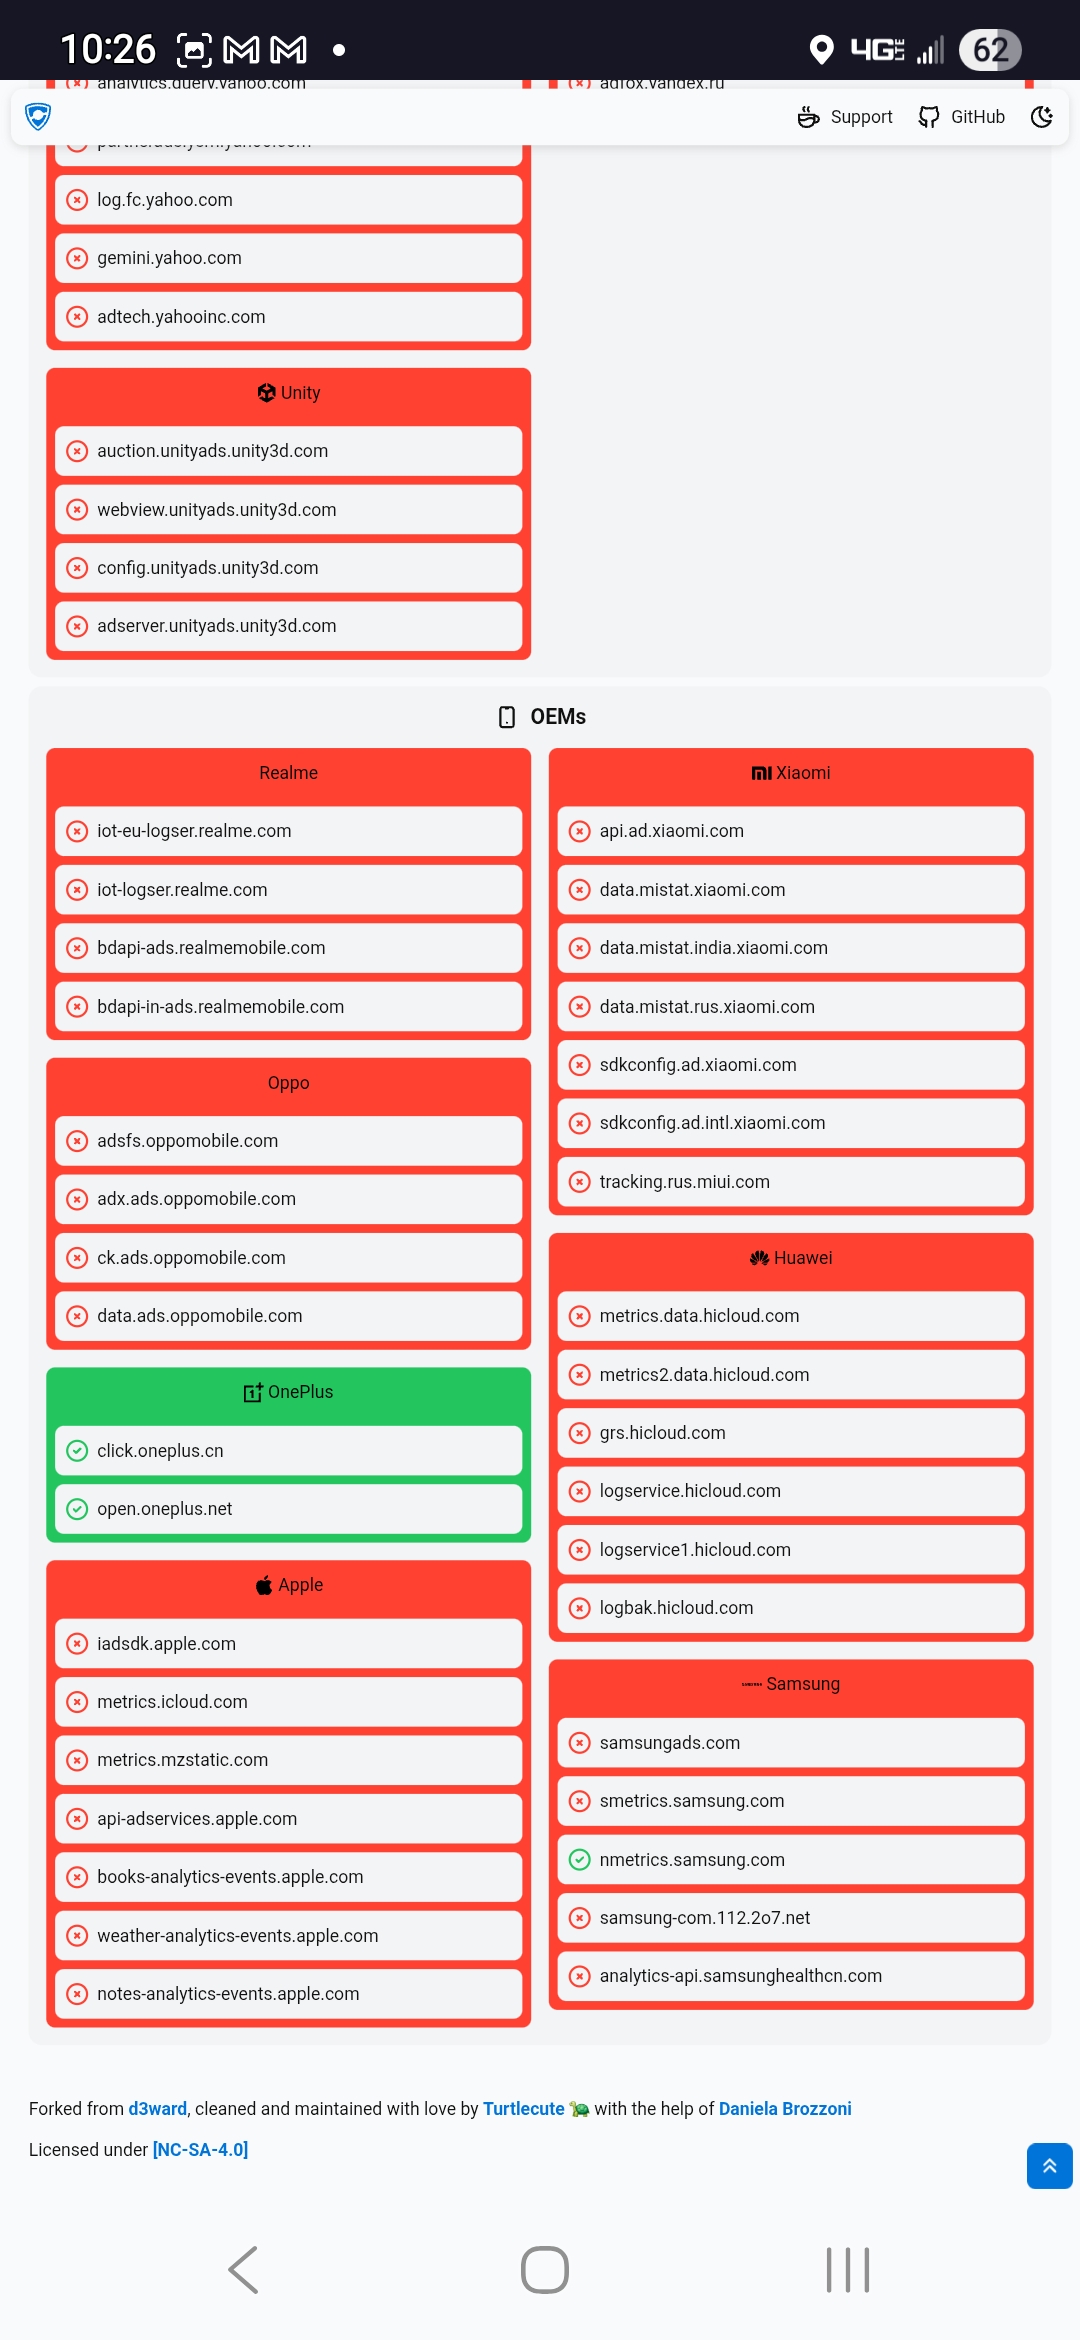 10:26
4G LTE
62
analytics.query.yahoo.com
adfox.yandex.ru
Support
GitHub
log.fc.yahoo.com
gemini.yahoo.com
adtech.yahooinc.com
Unity
auction.unityads.unity3d.com
webview.unityads.unity3d.com
config.unityads.unity3d.com
adserver.unityads.unity3d.com
OEMs
Realme
iot-eu-logser.realme.com
iot-logser.realme.com
bdapi-ads.realmemobile.com
bdapi-in-ads.realmemobile.com
Oppo
adsfs.oppomobile.com
adx.ads.oppomobile.com
ck.ads.oppomobile.com
data.ads.oppomobile.com
OnePlus
click.oneplus.cn
open.oneplus.net
Apple
iadsdk.apple.com
metrics.icloud.com
metrics.mzstatic.com
api-adservices.apple.com
books-analytics-events.apple.com
weather-analytics-events.apple.com
notes-analytics-events.apple.com
Xiaomi
api.ad.xiaomi.com
data.mistat.xiaomi.com
data.mistat.india.xiaomi.com
data.mistat.rus.xiaomi.com
sdkconfig.ad.xiaomi.com
sdkconfig.ad.intl.xiaomi.com
tracking.rus.miui.com
Huawei
metrics.data.hicloud.com
metrics2.data.hicloud.com
grs.hicloud.com
logservice.hicloud.com
logservice1.hicloud.com
logbak.hicloud.com
Samsung
samsungads.com
smetrics.samsung.com
nmetrics.samsung.com
samsung-com.112.2o7.net
analytics-api.samsunghealthcn.com
Forked from d3ward, cleaned and maintained with love by Turtlecute 🐢 with the help of Daniela Brozzoni
Licensed under [NC-SA-4.0]